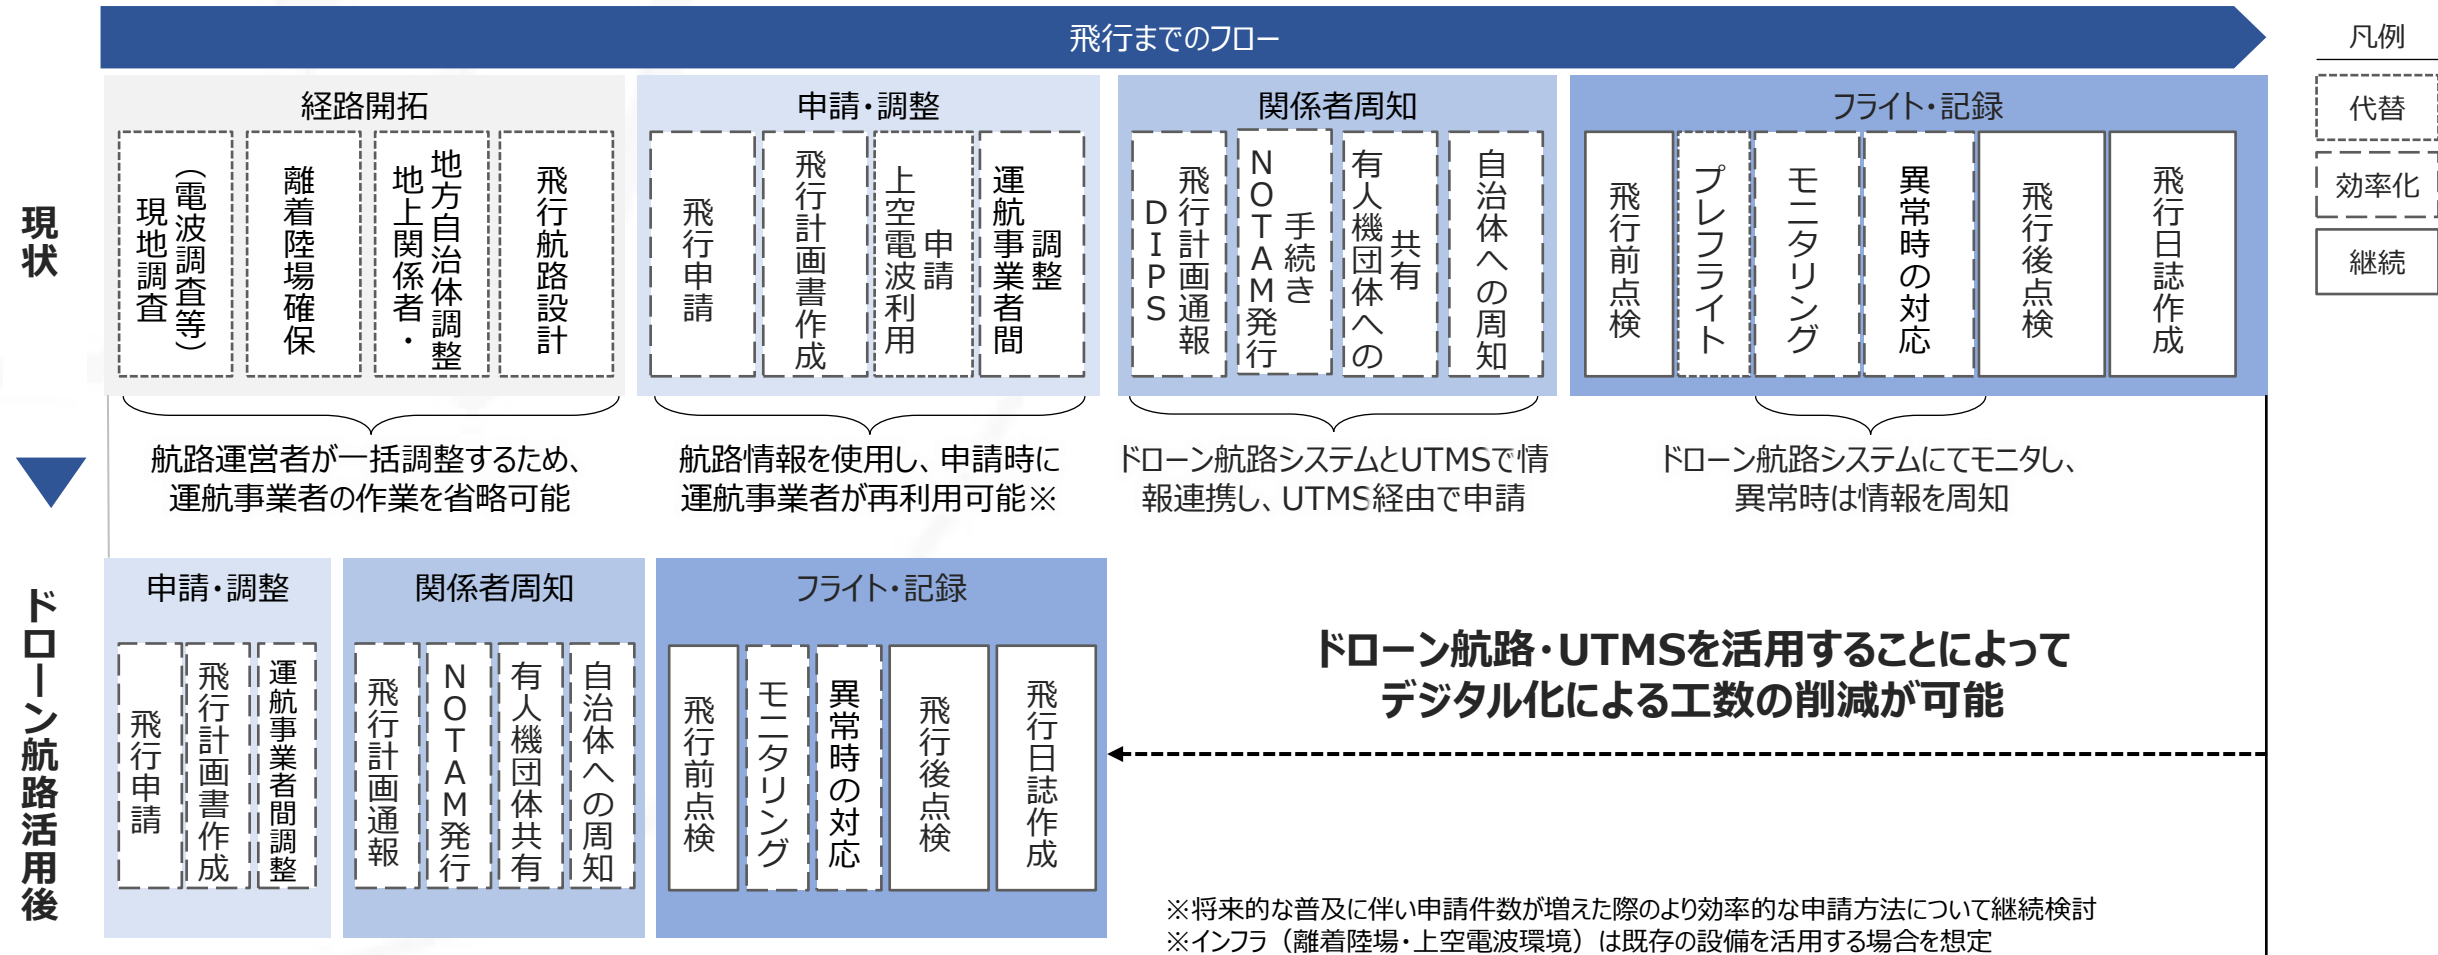 飛行までのフロー
凡例
代替
効率化
継続
現状
経路開拓
現地調査
（電波調査等）
離着陸場確保
地上関係者・
地方自治体調整
飛行航路設計
申請・調整
飛行申請
飛行計画書作成
上空電波利用
申請
運航事業者間
調整
関係者周知
DIPS
飛行計画通報
NOTAM発行
手続き
有人機団体への
共有
自治体への周知
フライト・記録
飛行前点検
プレフライト
モニタリング
異常時の対応
飛行後点検
飛行日誌作成
航路運営者が一括調整するため、
運航事業者の作業を省略可能
航路情報を使用し、申請時に
運航事業者が再利用可能※
ドローン航路システムとUTMSで情
報連携し、UTMS経由で申請
ドローン航路システムにてモニタし、
異常時は情報を周知
ドローン航路活用後
申請・調整
飛行申請
飛行計画書作成
運航事業者間調整
関係者周知
飛行計画通報
NOTAM発行
有人機団体共有
自治体への周知
フライト・記録
飛行前点検
モニタリング
異常時の対応
飛行後点検
飛行日誌作成
ドローン航路・UTMSを活用することによって
デジタル化による工数の削減が可能
※将来的な普及に伴い申請件数が増えた際のより効率的な申請方法について継続検討
※インフラ（離着陸場・上空電波環境）は既存の設備を活用する場合を想定